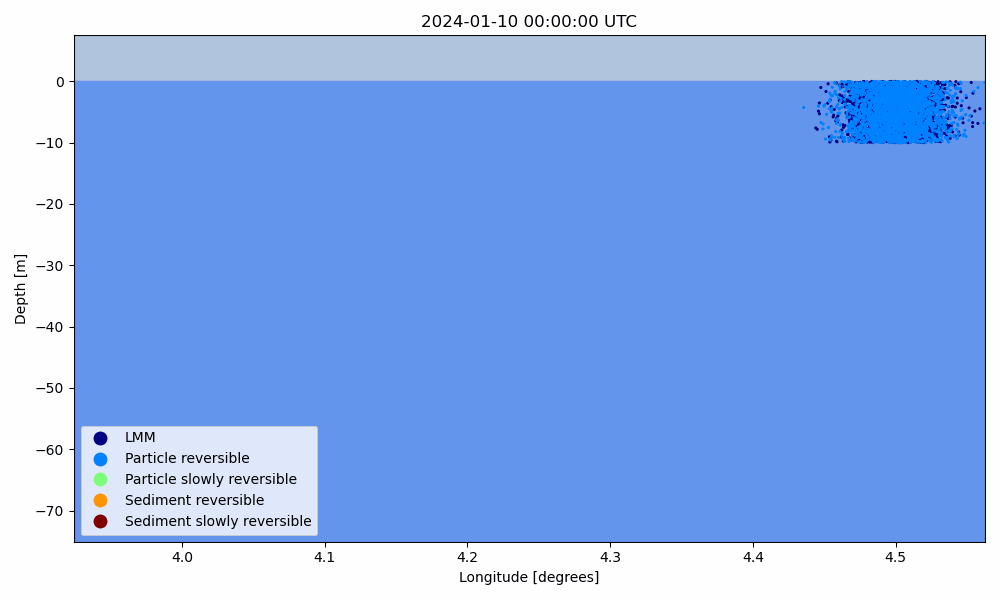 2024-01-10 00:00:00 UTC
0
−10
−20
−30
−40
−50
−60
−70
Depth [m]
LMM
Particle reversible
Particle slowly reversible
Sediment reversible
Sediment slowly reversible
4.0 4.1 4.2 4.3 4.4 4.5
Longitude [degrees]